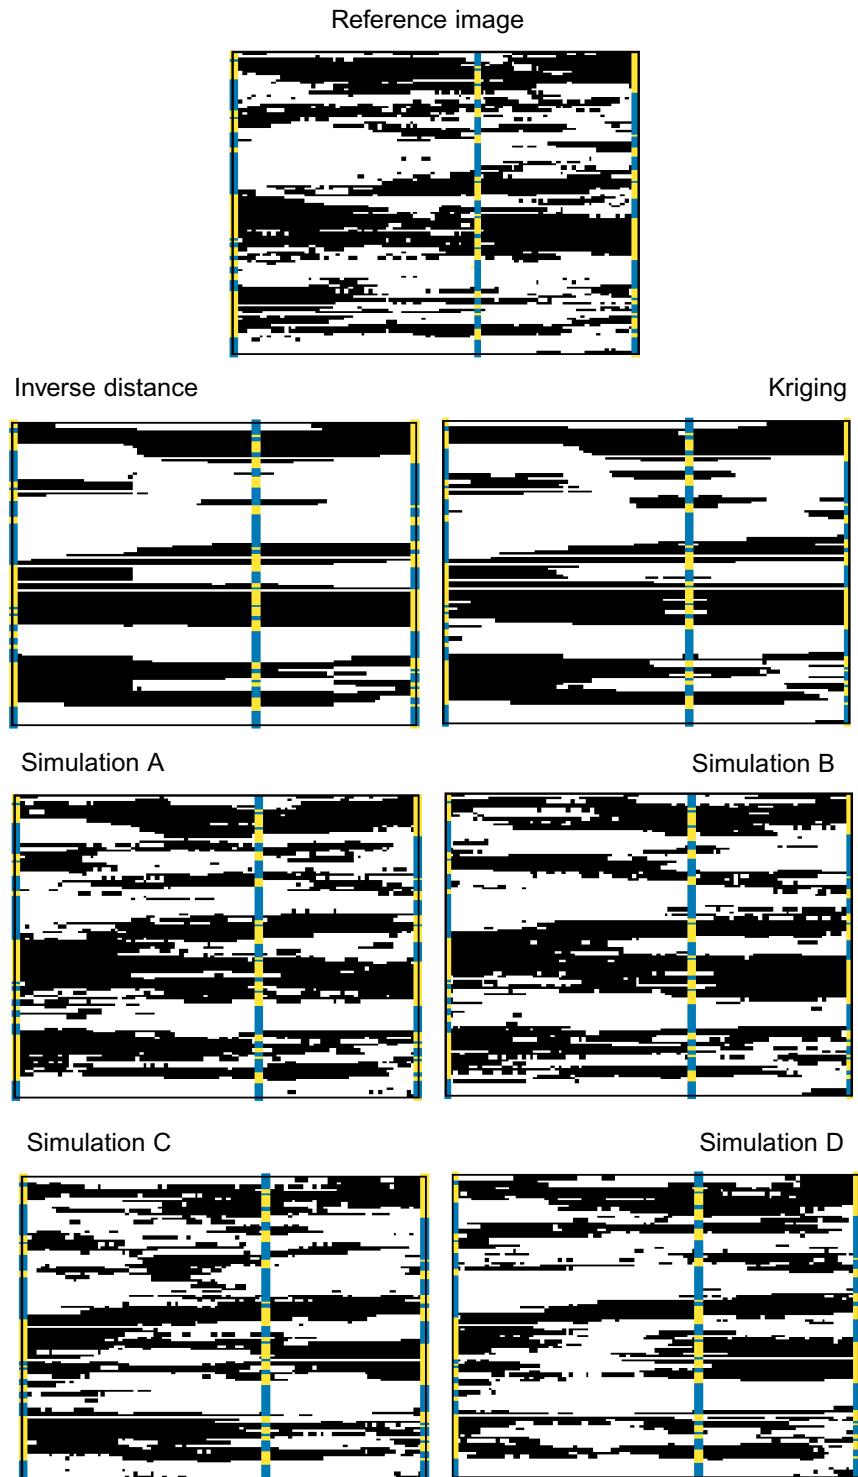 Reference image
Inverse distance
Kriging
Simulation A
Simulation B
Simulation C
Simulation D